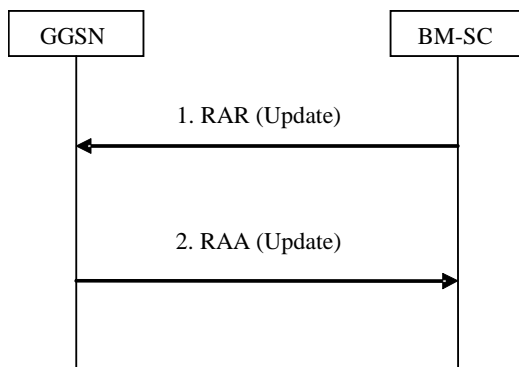 GGSN
BM-SC
1. RAR (Update)
2. RAA (Update)